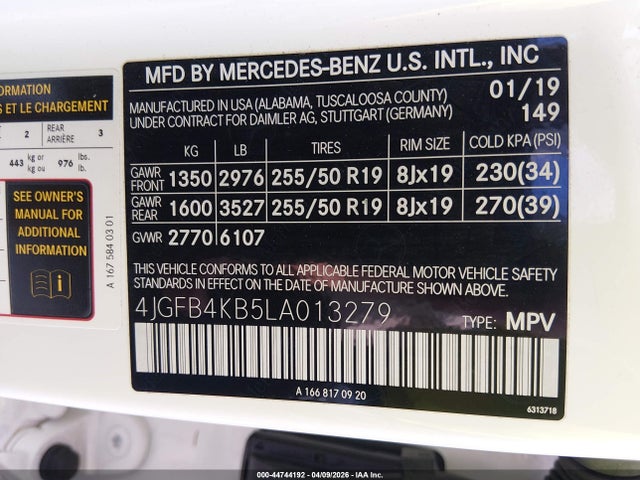 ORMATION
S ET LE CHARGEMENT
2 REAR ARRIÈRE 3
443 kg or kg ou 976 lbs. lb.
SEE OWNER'S
MANUAL FOR
ADDITIONAL
INFORMATION
A 167 584 03 01
MFD BY MERCEDES-BENZ U.S. INTL., INC
01/19
MANUFACTURED IN USA (ALABAMA, TUSCALOOSA COUNTY)
UNDER CONTRACT FOR DAIMLER AG, STUTTGART (GERMANY) 149
KG LB TIRES RIM SIZE COLD KPA (PSI)
GAWR FRONT 1350 2976 255/50 R19 8Jx19 230(34)
GAWR REAR 1600 3527 255/50 R19 8Jx19 270(39)
GVWR 2770 6107
THIS VEHICLE CONFORMS TO ALL APPLICABLE FEDERAL MOTOR VEHICLE SAFETY
STANDARDS IN EFFECT ON THE DATE OF MANUFACTURE SHOWN ABOVE.
4JGFB4KB5LA013279 TYPE: MPV
A 166 817 09 20
6313718
000-44744192 - 04/09/2026 - IAA Inc.